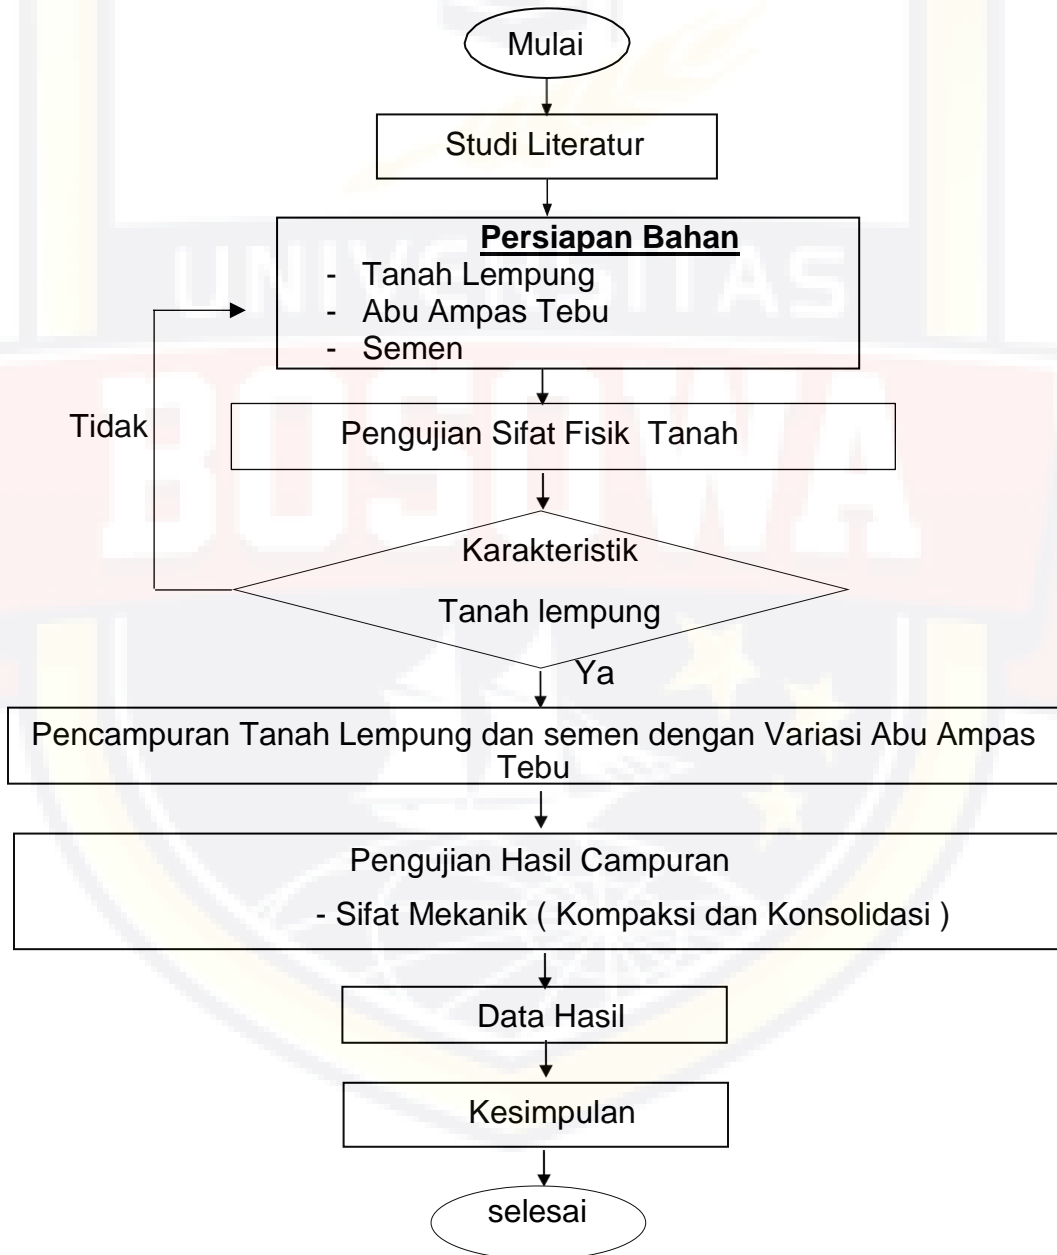 UNIVERSITAS
BOSOWA
Mulai
Studi Literatur
Persiapan Bahan
- Tanah Lempung
- Abu Ampas Tebu
- Semen
Tidak
Pengujian Sifat Fisik Tanah
Karakteristik
Tanah lempung
Ya
Pencampuran Tanah Lempung dan semen dengan Variasi Abu Ampas
Tebu
Pengujian Hasil Campuran
- Sifat Mekanik ( Kompaksi dan Konsolidasi )
Data Hasil
Kesimpulan
selesai